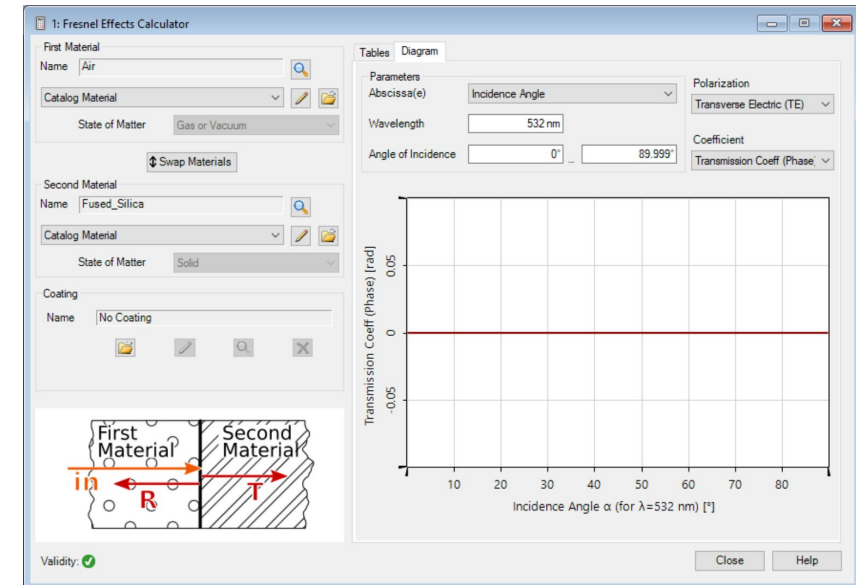 1: Fresnel Effects Calculator
First Material
Name Air
Catalog Material
State of Matter Gas or Vacuum
Swap Materials
Second Material
Name Fused_Silica
Catalog Material
State of Matter Solid
Coating
Name No Coating
First
Material
Second
Material
in
R
T
Validity:
Tables Diagram
Parameters
Abscissa(e) Incidence Angle
Wavelength 532 nm
Angle of Incidence 0° ... 89.999°
Polarization
Transverse Electric (TE)
Coefficient
Transmission Coeff (Phase)
Transmission Coeff (Phase) [rad]
0.05
0
-0.05
10 20 30 40 50 60 70 80
Incidence Angle α (for λ=532 nm) [°]
Close Help